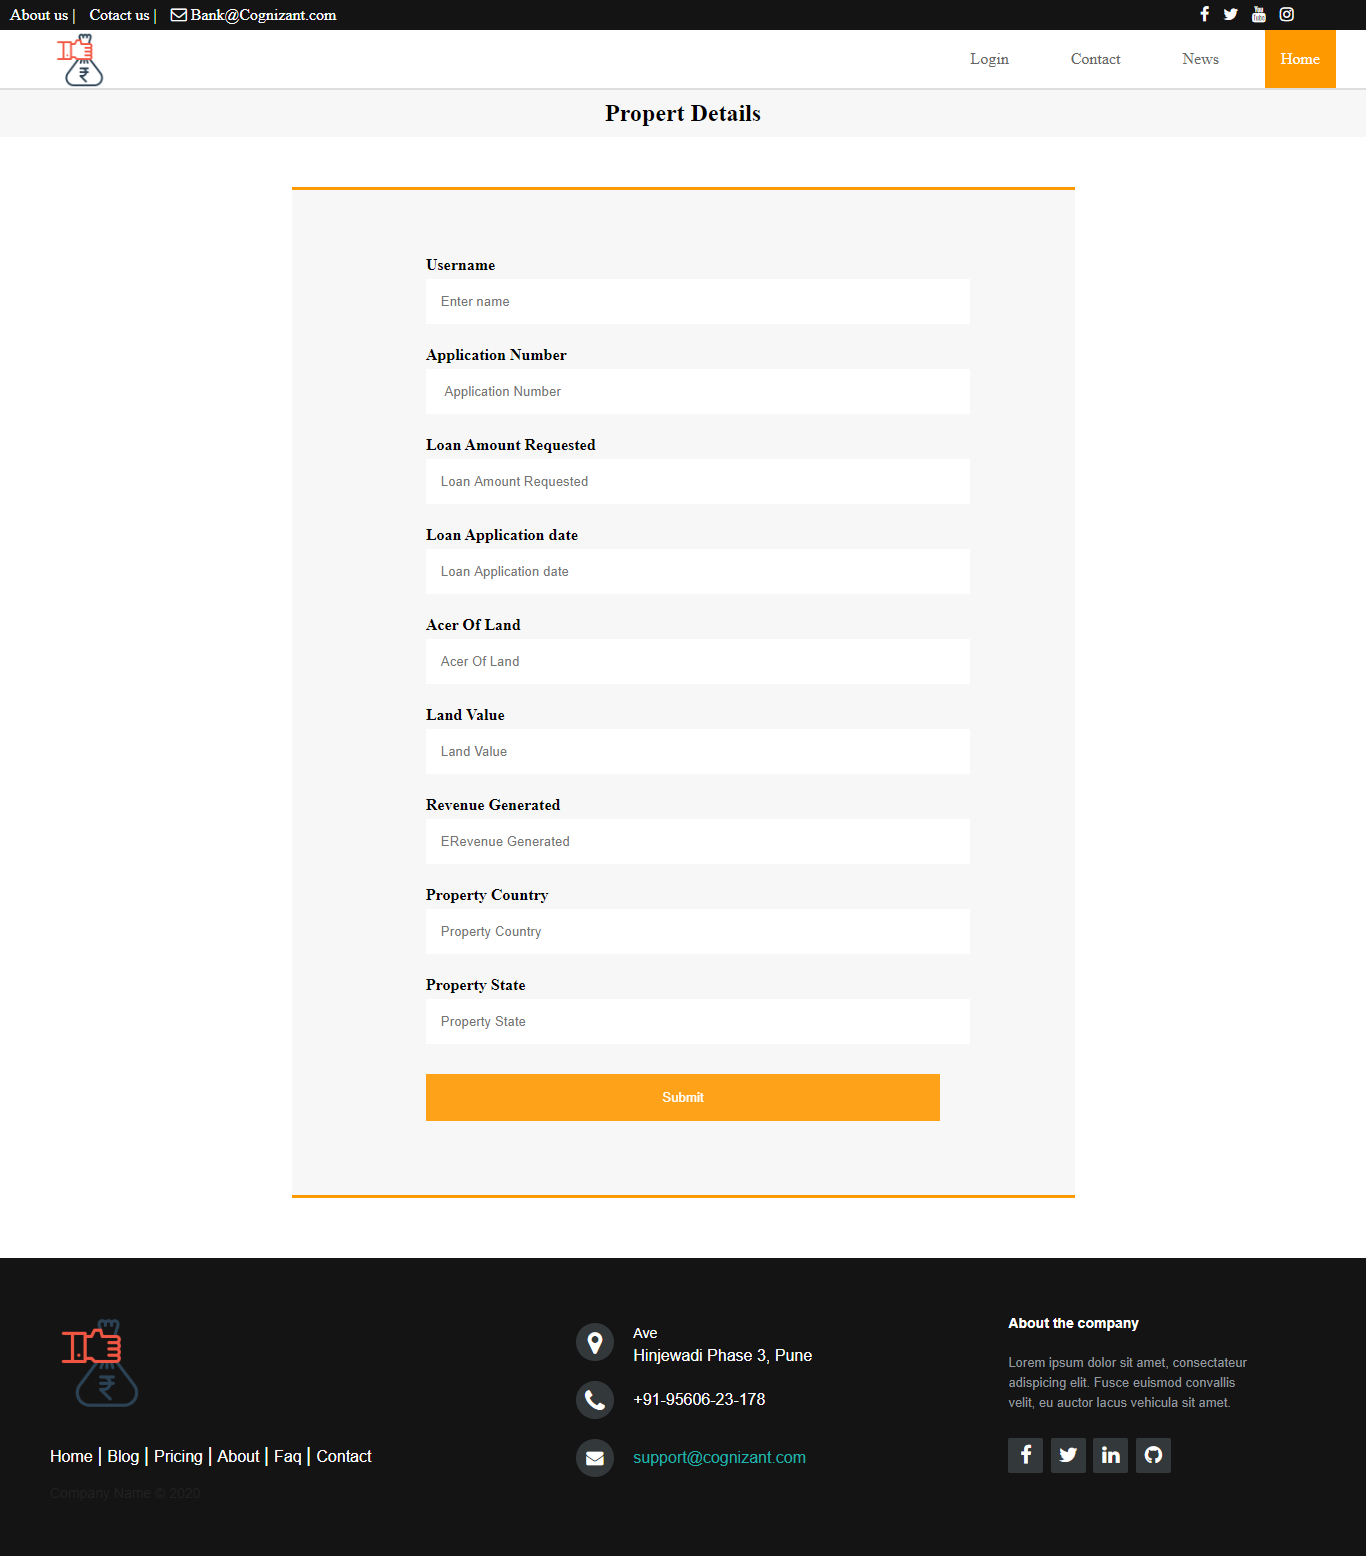 About us | Cotact us | Bank@Cognizant.com
Login Contact News Home
Propert Details
Username
Enter name
Application Number
Application Number
Loan Amount Requested
Loan Amount Requested
Loan Application date
Loan Application date
Acer Of Land
Acer Of Land
Land Value
Land Value
Revenue Generated
ERevenue Generated
Property Country
Property Country
Property State
Property State
Submit
Home | Blog | Pricing | About | Faq | Contact
Company Name © 2020
Ave
Hinjewadi Phase 3, Pune
+91-95606-23-178
support@cognizant.com
About the company
Lorem ipsum dolor sit amet, consectateur
adispicing elit. Fusce euismod convallis
velit, eu auctor lacus vehicula sit amet.